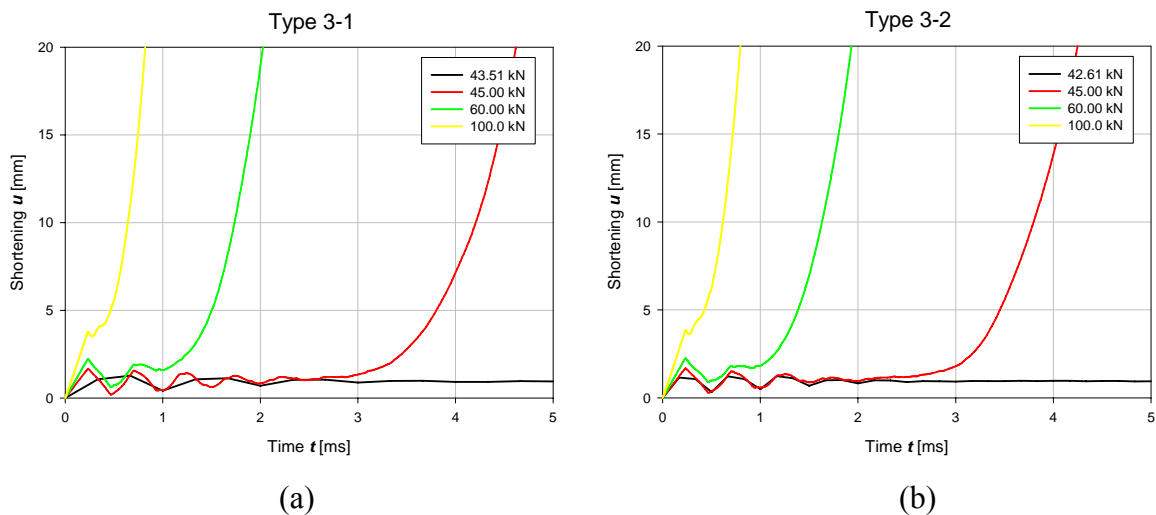 Type 3-1
20
15
10
5
0
Shortening u [mm]
43.51 kN
45.00 kN
60.00 kN
100.0 kN
0 1 2 3 4 5
Time t [ms]
(a)
Type 3-2
20
15
10
5
0
Shortening u [mm]
42.61 kN
45.00 kN
60.00 kN
100.0 kN
0 1 2 3 4 5
Time t [ms]
(b)